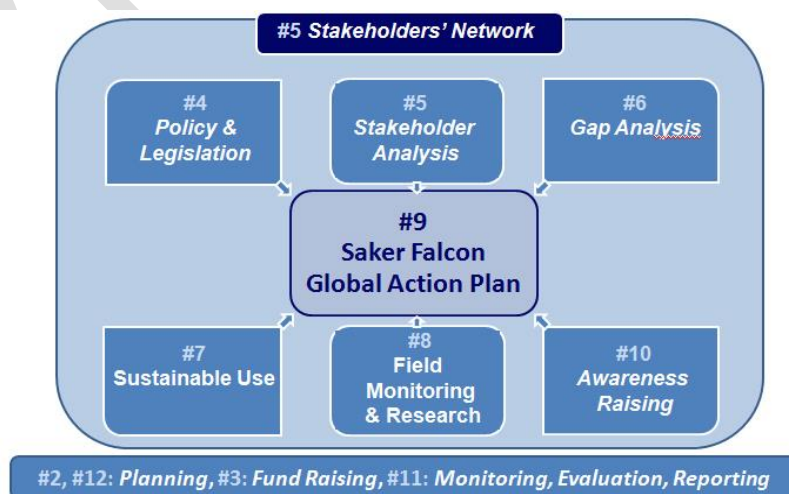 #5 Stakeholders' Network
#4
Policy &
Legislation
#5
Stakeholder
Analysis
#6
Gap Analysis
#9
Saker Falcon
Global Action Plan
#7
Sustainable Use
#8
Field
Monitoring
& Research
#10
Awareness
Raising
#2, #12: Planning, #3: Fund Raising, #11: Monitoring, Evaluation, Reporting